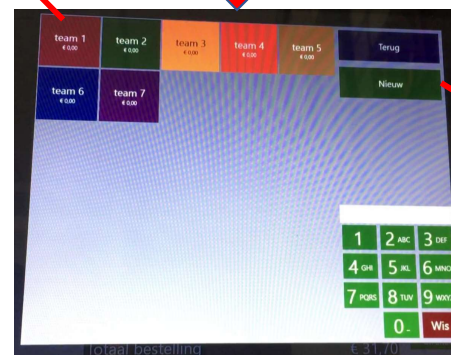 team 1
€ 0,00
team 2
€ 0,00
team 3
€ 0,00
team 4
€ 0,00
team 5
€ 0,00
Terug
team 6
€ 0,00
team 7
€ 0,00
Nieuw
1 2 ABC 3 DEF
4 GHI 5 JKL 6 MNO
7 PQRS 8 TUV 9 WXYZ
0 Wis
Totaal bestelling € 31,70